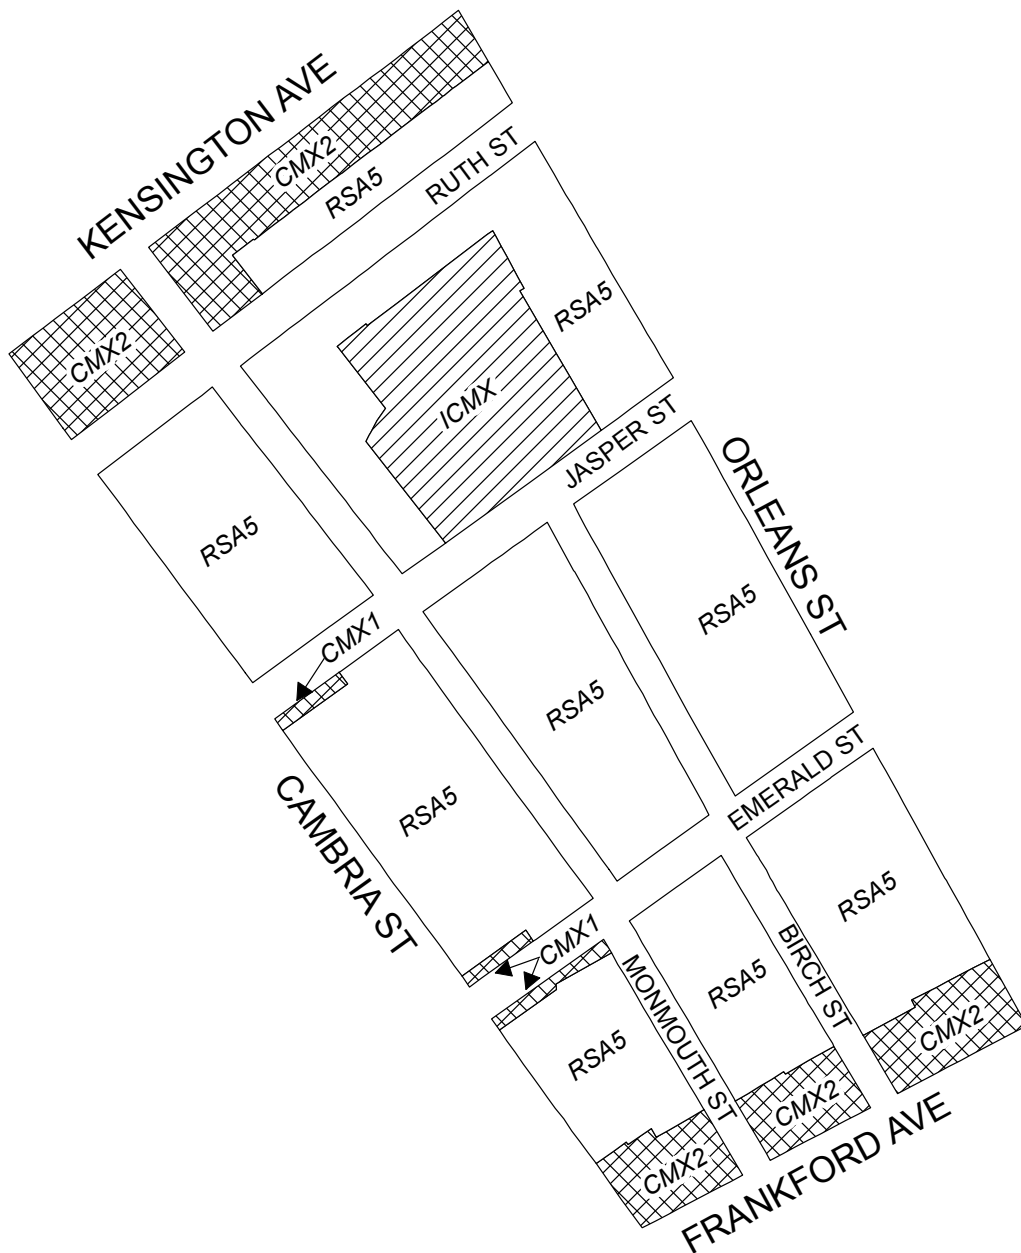 KENSINGTON AVE
CMX2
RSA5
RUTH ST
CMX2
RSA5
ICMX
JASPER ST
ORLEANS ST
RSA5
RSA5
CMX1
RSA5
RSA5
EMERALD ST
CAMBRIA ST
RSA5
RSA5
CMX1
MONMOUTH ST
BIRCH ST
RSA5
RSA5
CMX2
CMX2
CMX2
FRANKFORD AVE